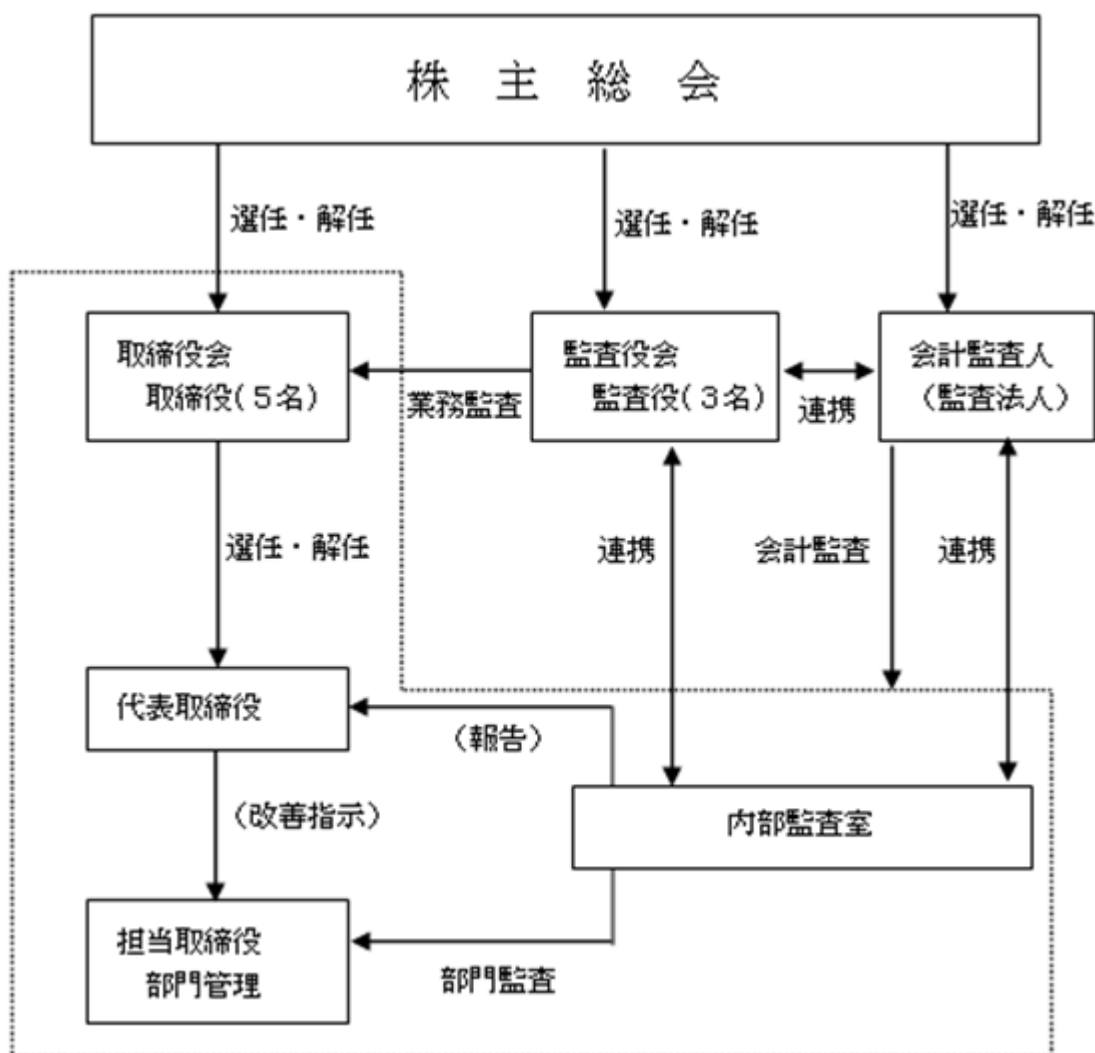 株主総会
選任・解任
選任・解任
選任・解任
取締役会
取締役(5名)
業務監査
監査役会
監査役(3名)
連携
会計監査人
(監査法人)
選任・解任
連携
会計監査
連携
代表取締役
(報告)
(改善指示)
内部監査室
担当取締役
部門管理
部門監査